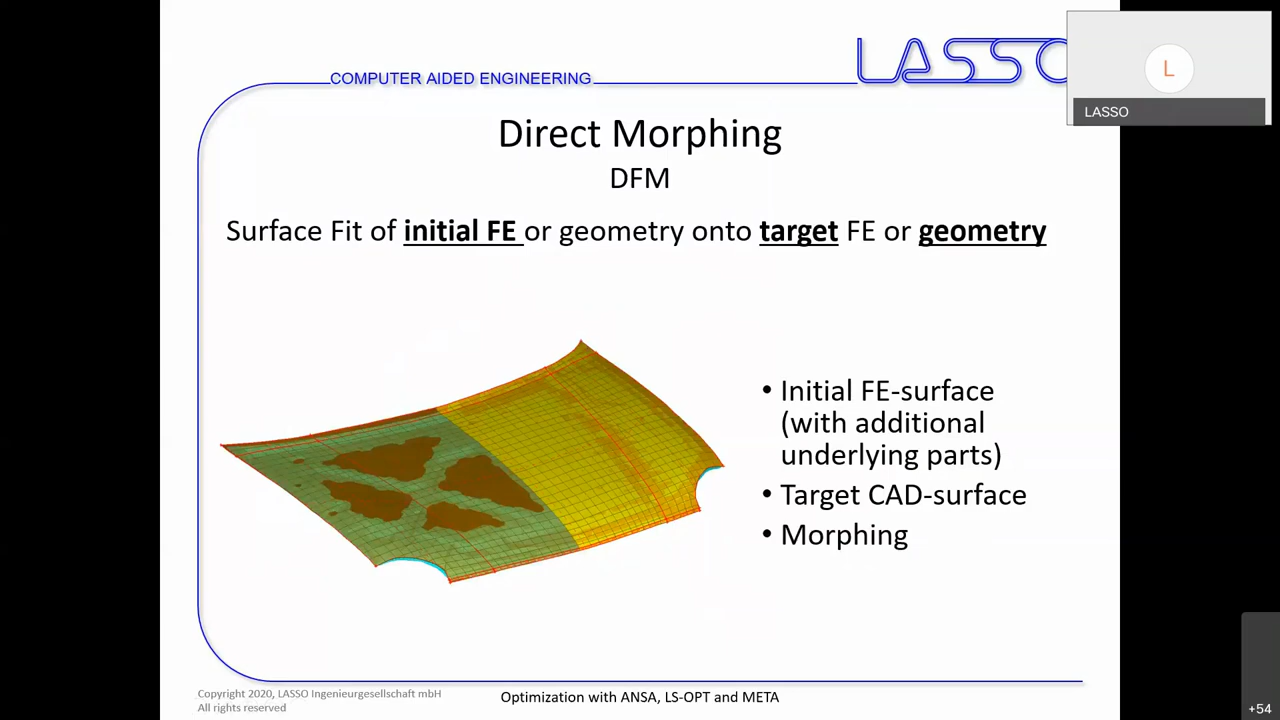 COMPUTER AIDED ENGINEERING
LASSO
L
LASSO
Direct Morphing
DFM
Surface Fit of initial FE or geometry onto target FE or geometry
• Initial FE-surface
(with additional
underlying parts)
• Target CAD-surface
• Morphing
Copyright 2020, LASSO Ingenieurgesellschaft mbH
All rights reserved
Optimization with ANSA, LS-OPT and META
+54